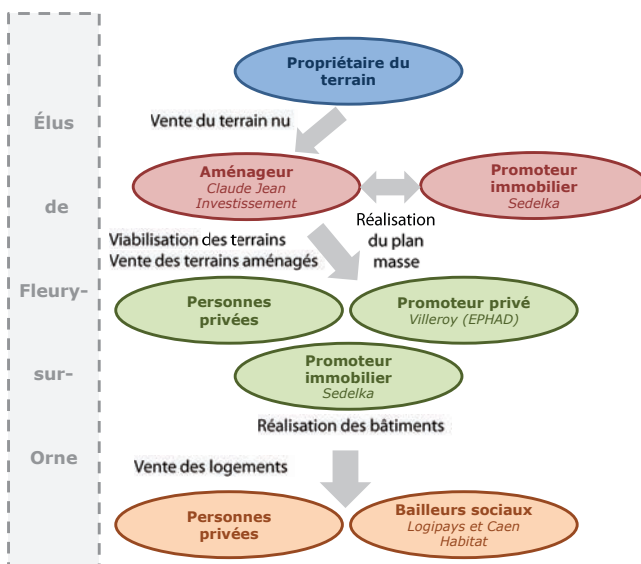 Propriétaire du
terrain
Élus
de
Fleury-
sur-
Orne
Vente du terrain nu
Aménageur
Claude Jean
Investissement
Promoteur
immobilier
Sedelka
Réalisation
du plan
masse
Viabilisation des terrains
Vente des terrains aménagés
Personnes
privées
Promoteur privé
Villeroy (EPHAD)
Promoteur
immobilier
Sedelka
Réalisation des bâtiments
Vente des logements
Personnes
privées
Bailleurs sociaux
Logipays et Caen
Habitat